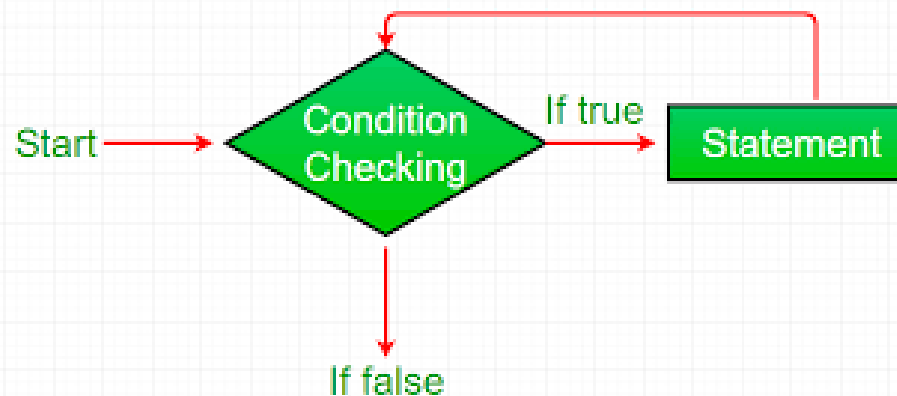 Start
Condition
Checking
If true
Statement
If false